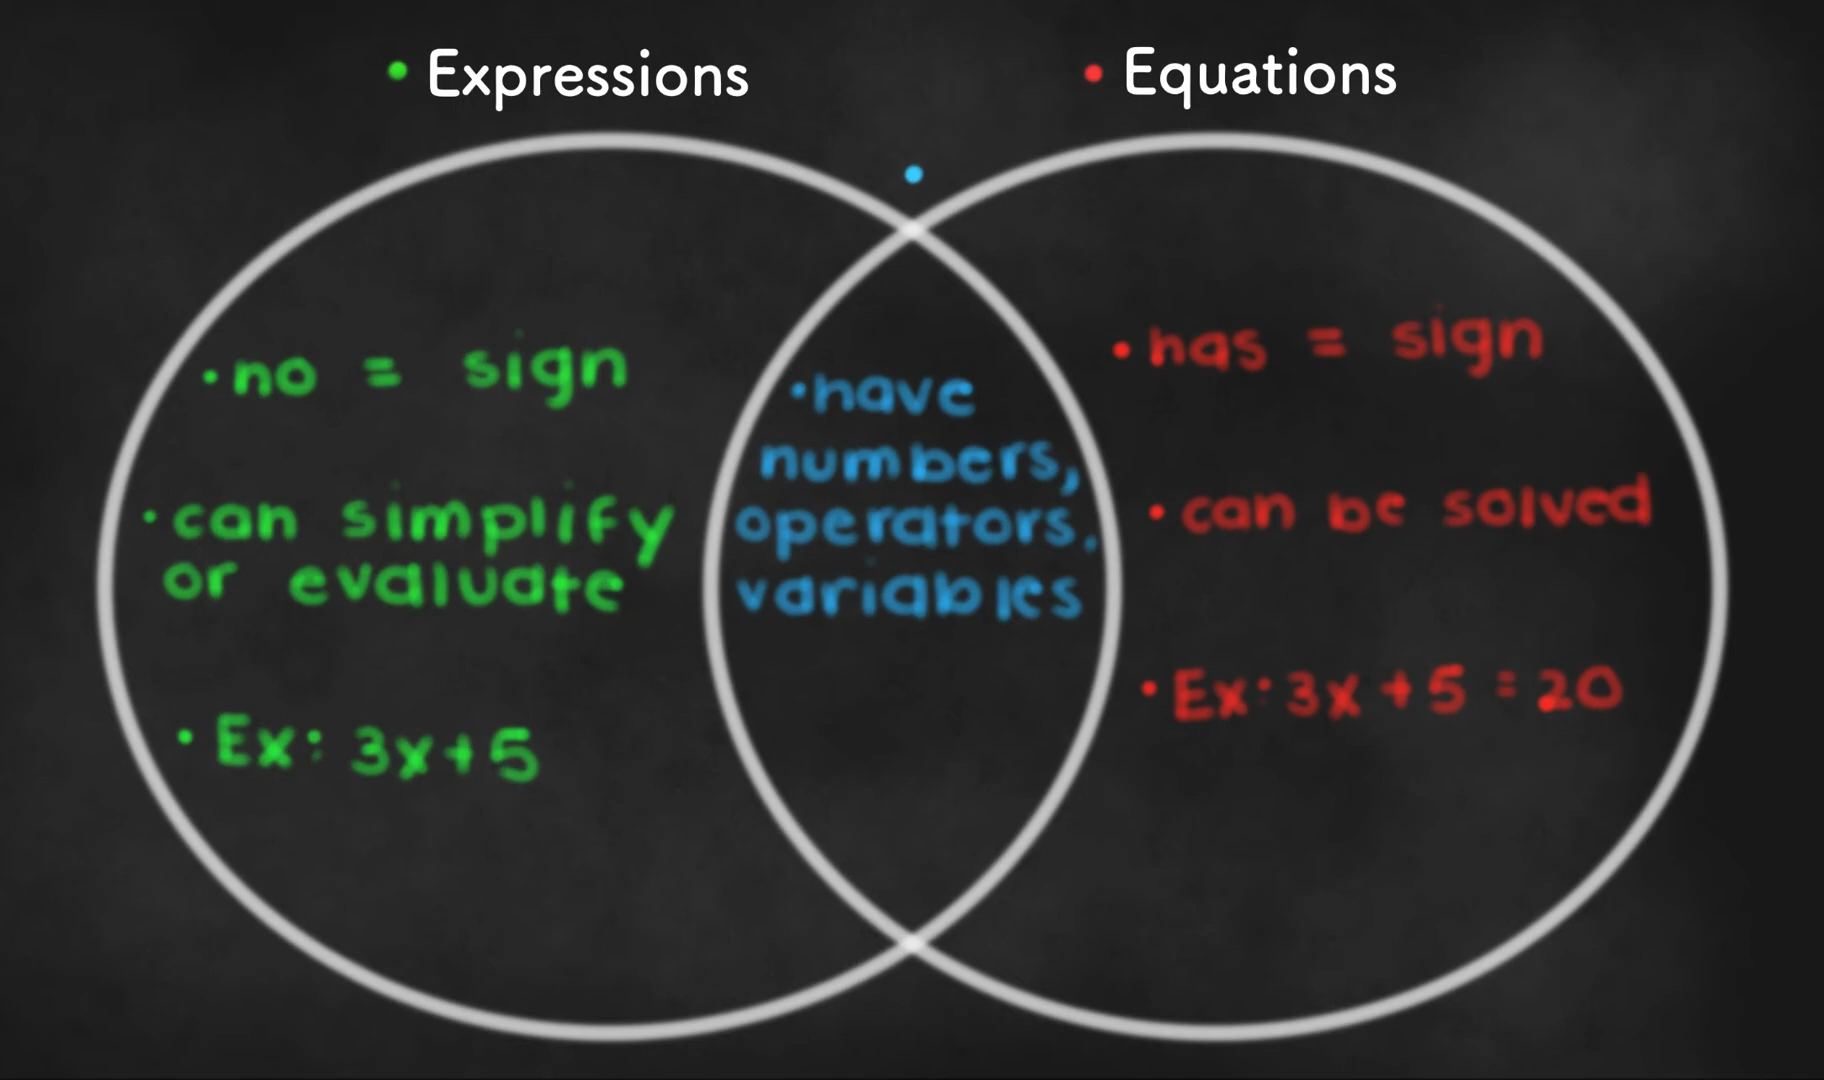 • Expressions
• Equations
• no = sign
• can simplify
or evaluate
• Ex: 3x+5
• have
numbers,
operators,
variables
• has = sign
• can be solved
• Ex: 3x + 5 = 20